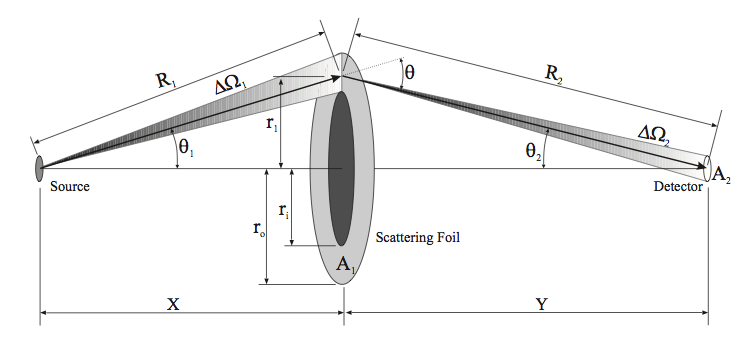 R₁
ΔΩ₁
θ
R₂
r₁
θ₁
θ₂
ΔΩ₂
A₂
Source
Detector
rᵢ
rₒ
Scattering Foil
A₁
X
Y